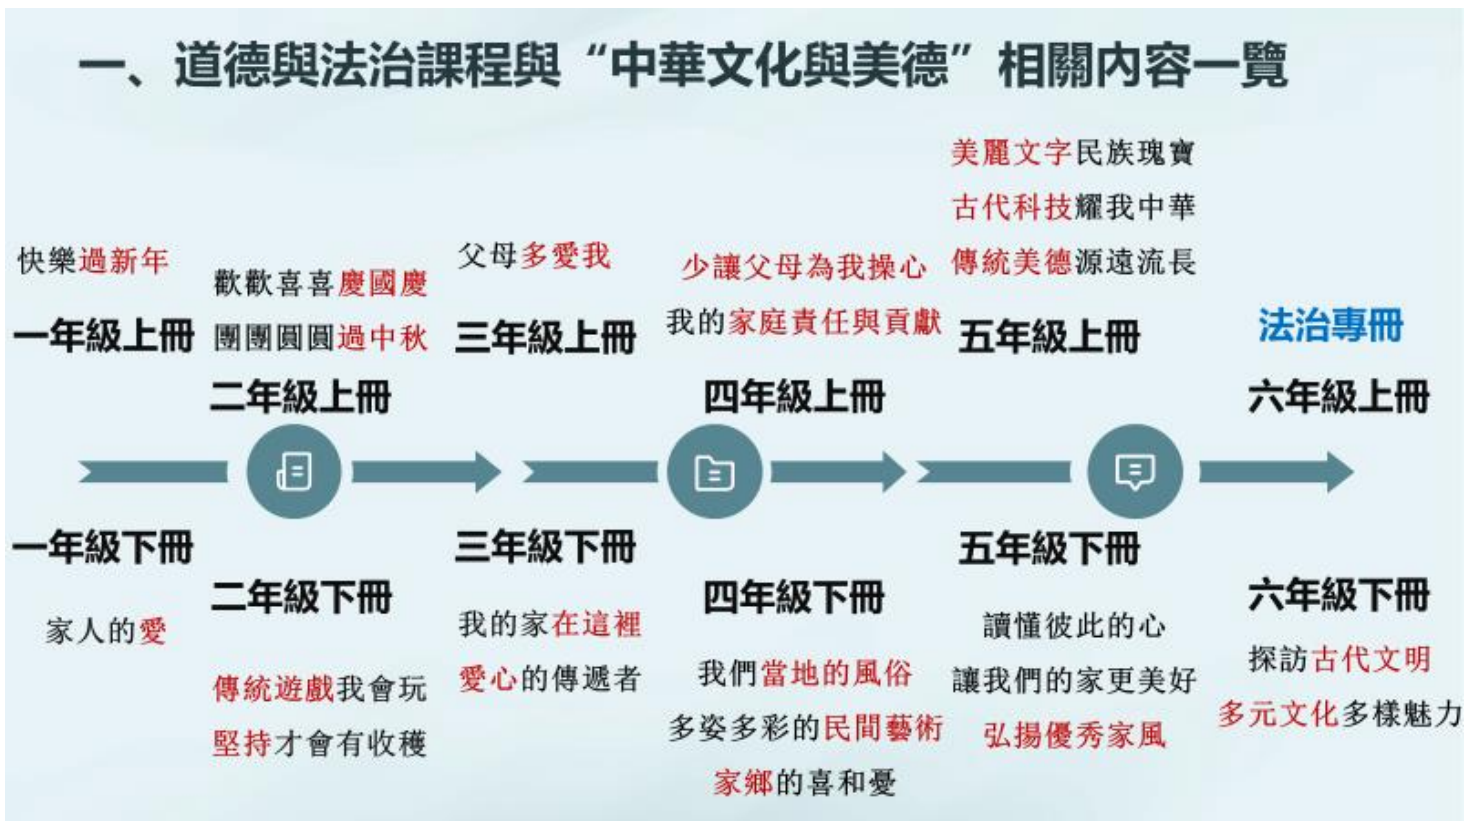 一、道德與法治課程與“中華文化與美德”相關內容一覽
快樂過新年
一年級上冊
歡歡喜喜慶國慶
團團圓圓過中秋
二年級上冊
父母多愛我
三年級上冊
少讓父母為我操心
我的家庭責任與貢獻
四年級上冊
美麗文字民族瑰寶
古代科技耀我中華
傳統美德源遠流長
五年級上冊
法治專冊
六年級上冊
一年級下冊
家人的愛
二年級下冊
傳統遊戲我會玩
堅持才會有收穫
三年級下冊
我的家在這裡
愛心的傳遞者
四年級下冊
我們當地的風俗
多姿多彩的民間藝術
家鄉的喜和憂
五年級下冊
讀懂彼此的心
讓我們的家更美好
弘揚優秀家風
六年級下冊
探訪古代文明
多元文化多樣魅力